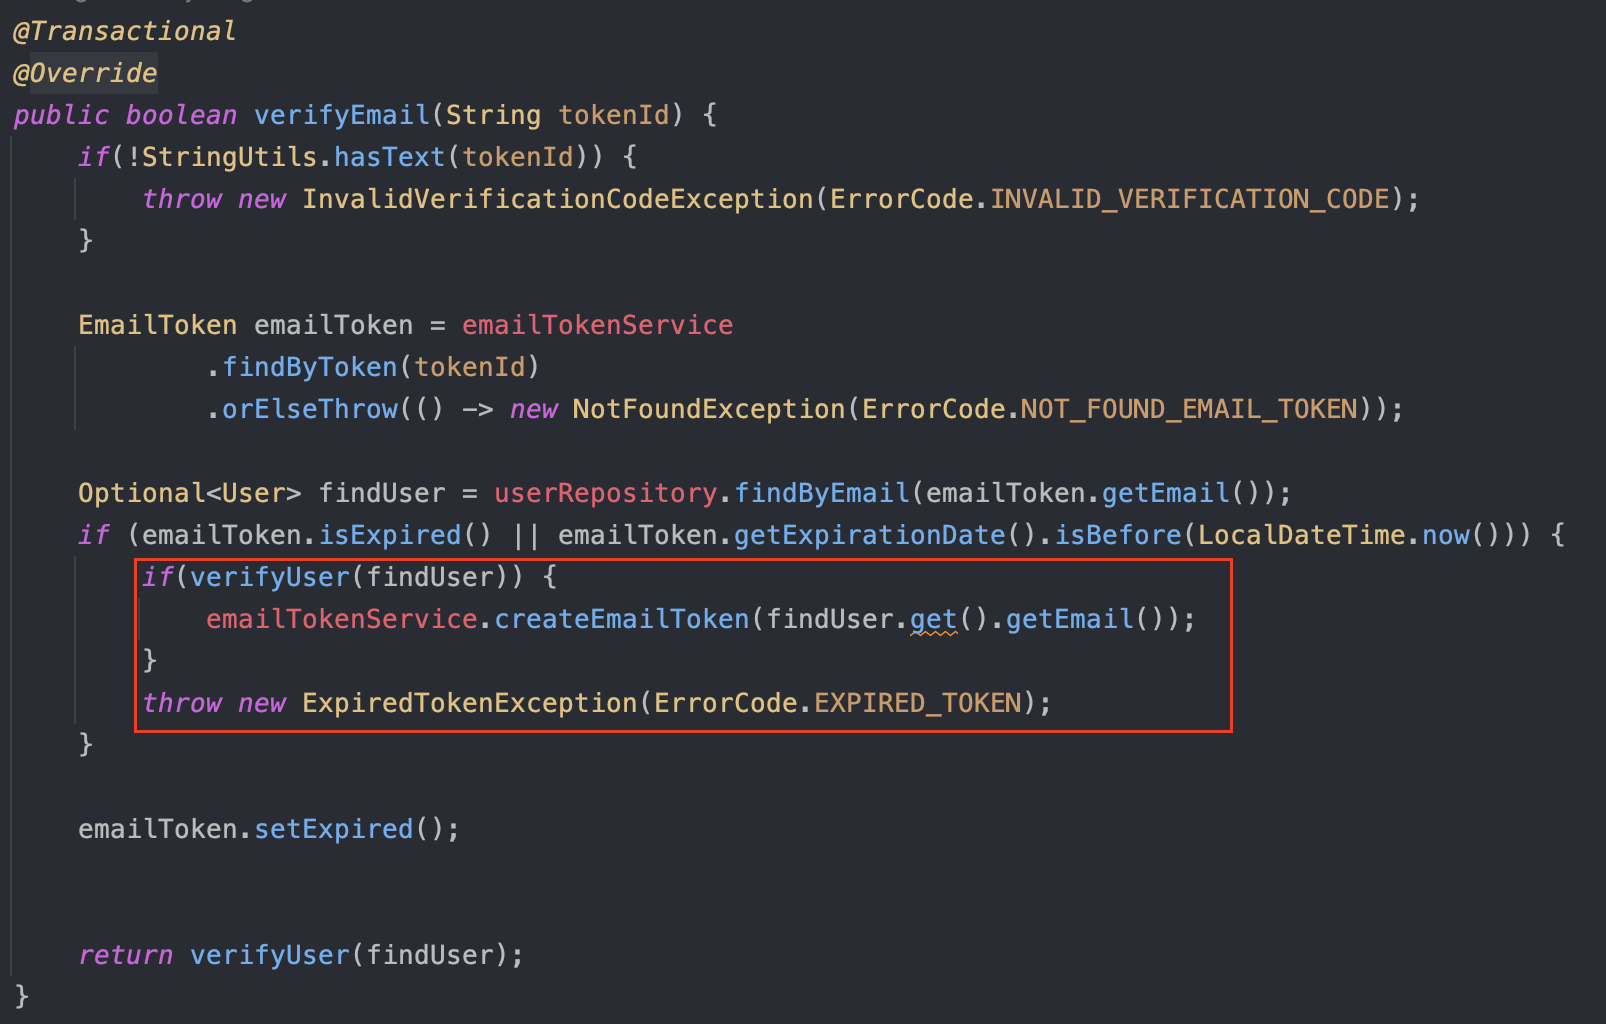 @Transactional
@Override
public boolean verifyEmail(String tokenId) {
if(!StringUtils.hasText(tokenId)) {
throw new InvalidVerificationCodeException(ErrorCode.INVALID_VERIFICATION_CODE);
}
EmailToken emailToken = emailTokenService
.findByToken(tokenId)
.orElseThrow(() -> new NotFoundException(ErrorCode.NOT_FOUND_EMAIL_TOKEN));
Optional<User> findUser = userRepository.findByEmail(emailToken.getEmail());
if (emailToken.isExpired() || emailToken.getExpirationDate().isBefore(LocalDateTime.now())) {
if(verifyUser(findUser)) {
emailTokenService.createEmailToken(findUser.get().getEmail());
}
throw new ExpiredTokenException(ErrorCode.EXPIRED_TOKEN);
}
emailToken.setExpired();
return verifyUser(findUser);
}